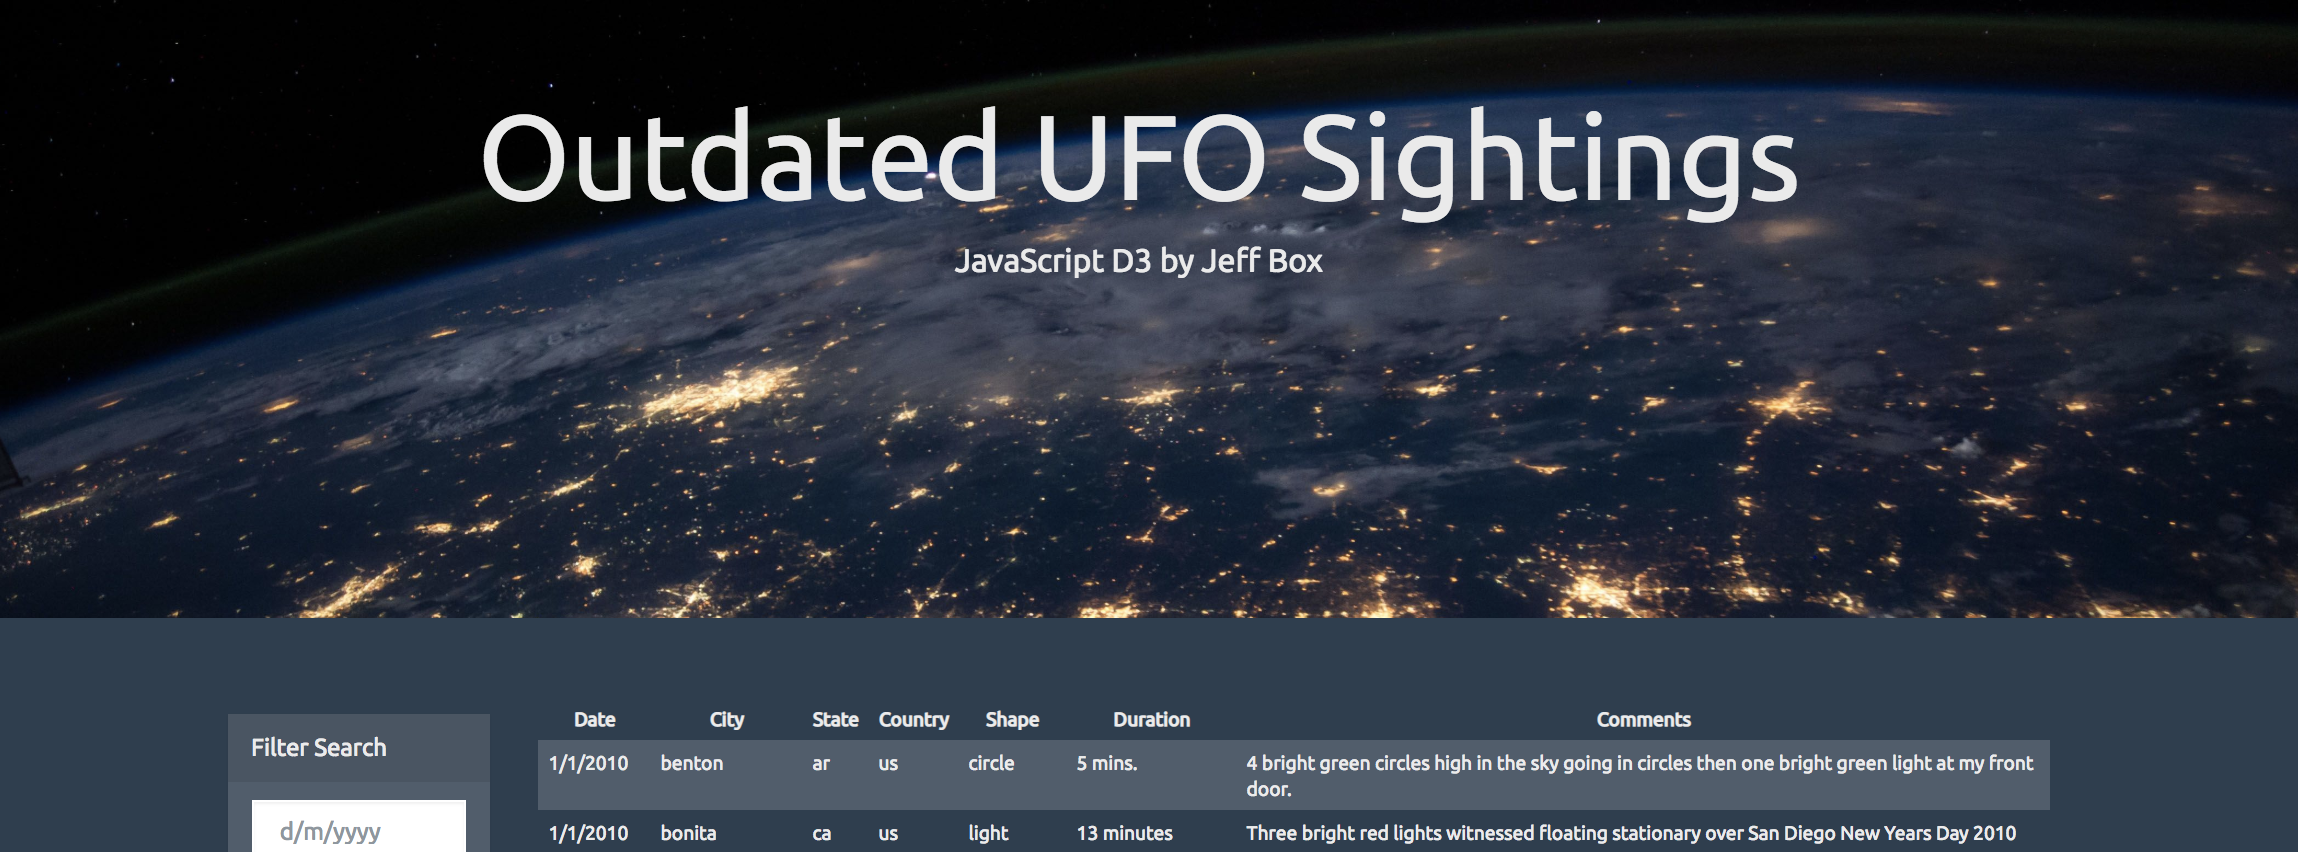 Outdated UFO Sightings
JavaScript D3 by Jeff Box
Filter Search
d/m/yyyy
Date City State Country Shape Duration Comments
1/1/2010 benton ar us circle 5 mins. 4 bright green circles high in the sky going in circles then one bright green light at my front
door.
1/1/2010 bonita ca us light 13 minutes Three bright red lights witnessed floating stationary over San Diego New Years Day 2010